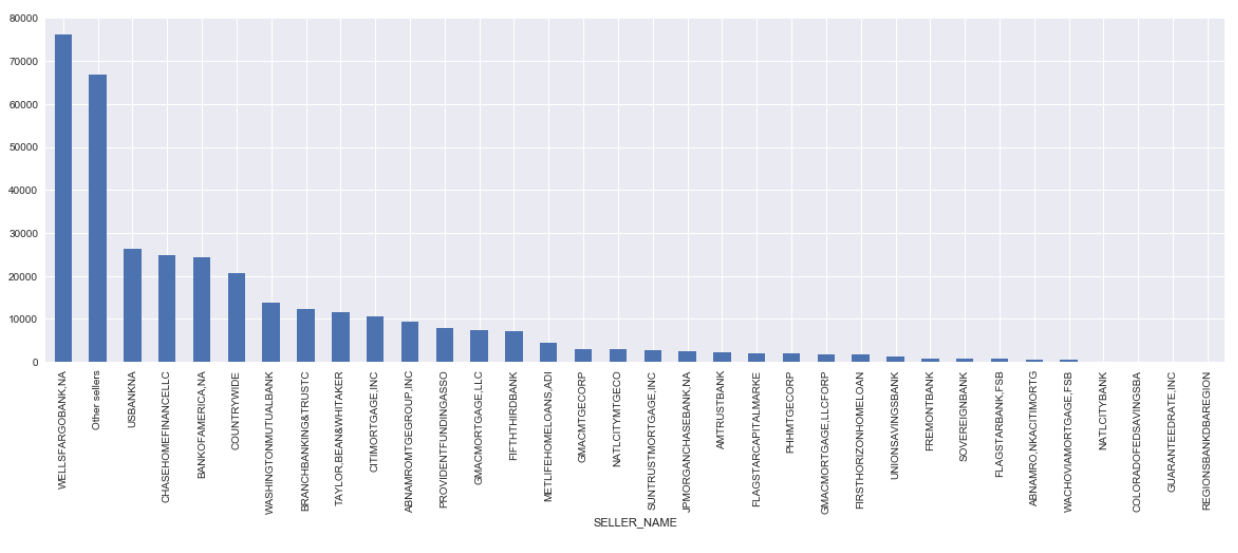 80000
70000
60000
50000
40000
30000
20000
10000
0
WELLSFARGOBANK,NA
Other sellers
USBANKNA
CHASEHOMEFINANCELLC
BANKOFAMERICA,NA
COUNTRYWIDE
WASHINGTONMUTUALBANK
BRANCHBANKING&TRUSTC
TAYLOR,BEAN&WHITAKER
CITIMORTGAGE,INC
ABNAMROMTGEGROUP,INC
PROVIDENTFUNDINGASSO
GMACMORTGAGE,LLC
FIFTHTHIRDBANK
METLIFEHOMELOANS,ADI
GMACMTGECORP
NATLCITYMTGECO
SUNTRUSTMORTGAGE,INC
JPMORGANCHASEBANK,NA
AMTRUSTBANK
FLAGSTARCAPITALMARKE
PHHMTGECORP
GMACMORTGAGE,LLCFCORP
FIRSTHORIZONHOMELOAN
UNIONSAVINGSBANK
FREMONTBANK
SOVEREIGNBANK
FLAGSTARBANK,FSB
ABNAMRO,NKACITIMORTG
WACHOVIAMORTGAGE,FSB
NATLCITYBANK
COLORADOFEDSAVINGSBA
GUARANTEEDRATE,INC
REGIONSBANKDBAREGION
SELLER_NAME